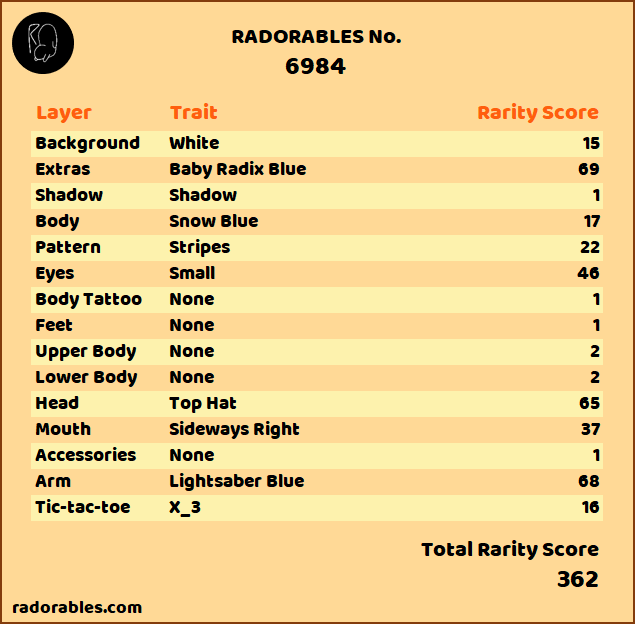 RADORABLES No.
6984
Layer Trait Rarity Score
Background White 15
Extras Baby Radix Blue 69
Shadow Shadow 1
Body Snow Blue 17
Pattern Stripes 22
Eyes Small 46
Body Tattoo None 1
Feet None 1
Upper Body None 2
Lower Body None 2
Head Top Hat 65
Mouth Sideways Right 37
Accessories None 1
Arm Lightsaber Blue 68
Tic-tac-toe X_3 16
Total Rarity Score
362
radorables.com